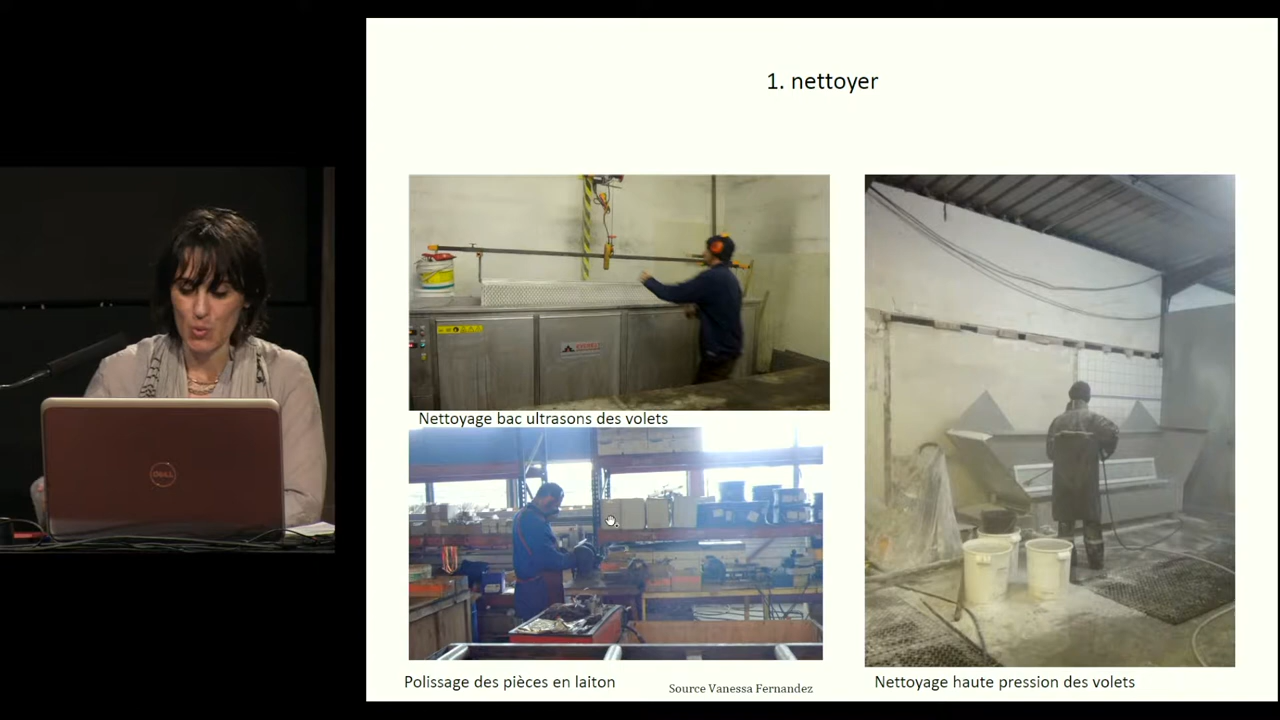 1. nettoyer
Nettoyage bac ultrasons des volets
Polissage des pièces en laiton
Source Vanessa Fernandez
Nettoyage haute pression des volets
DELL